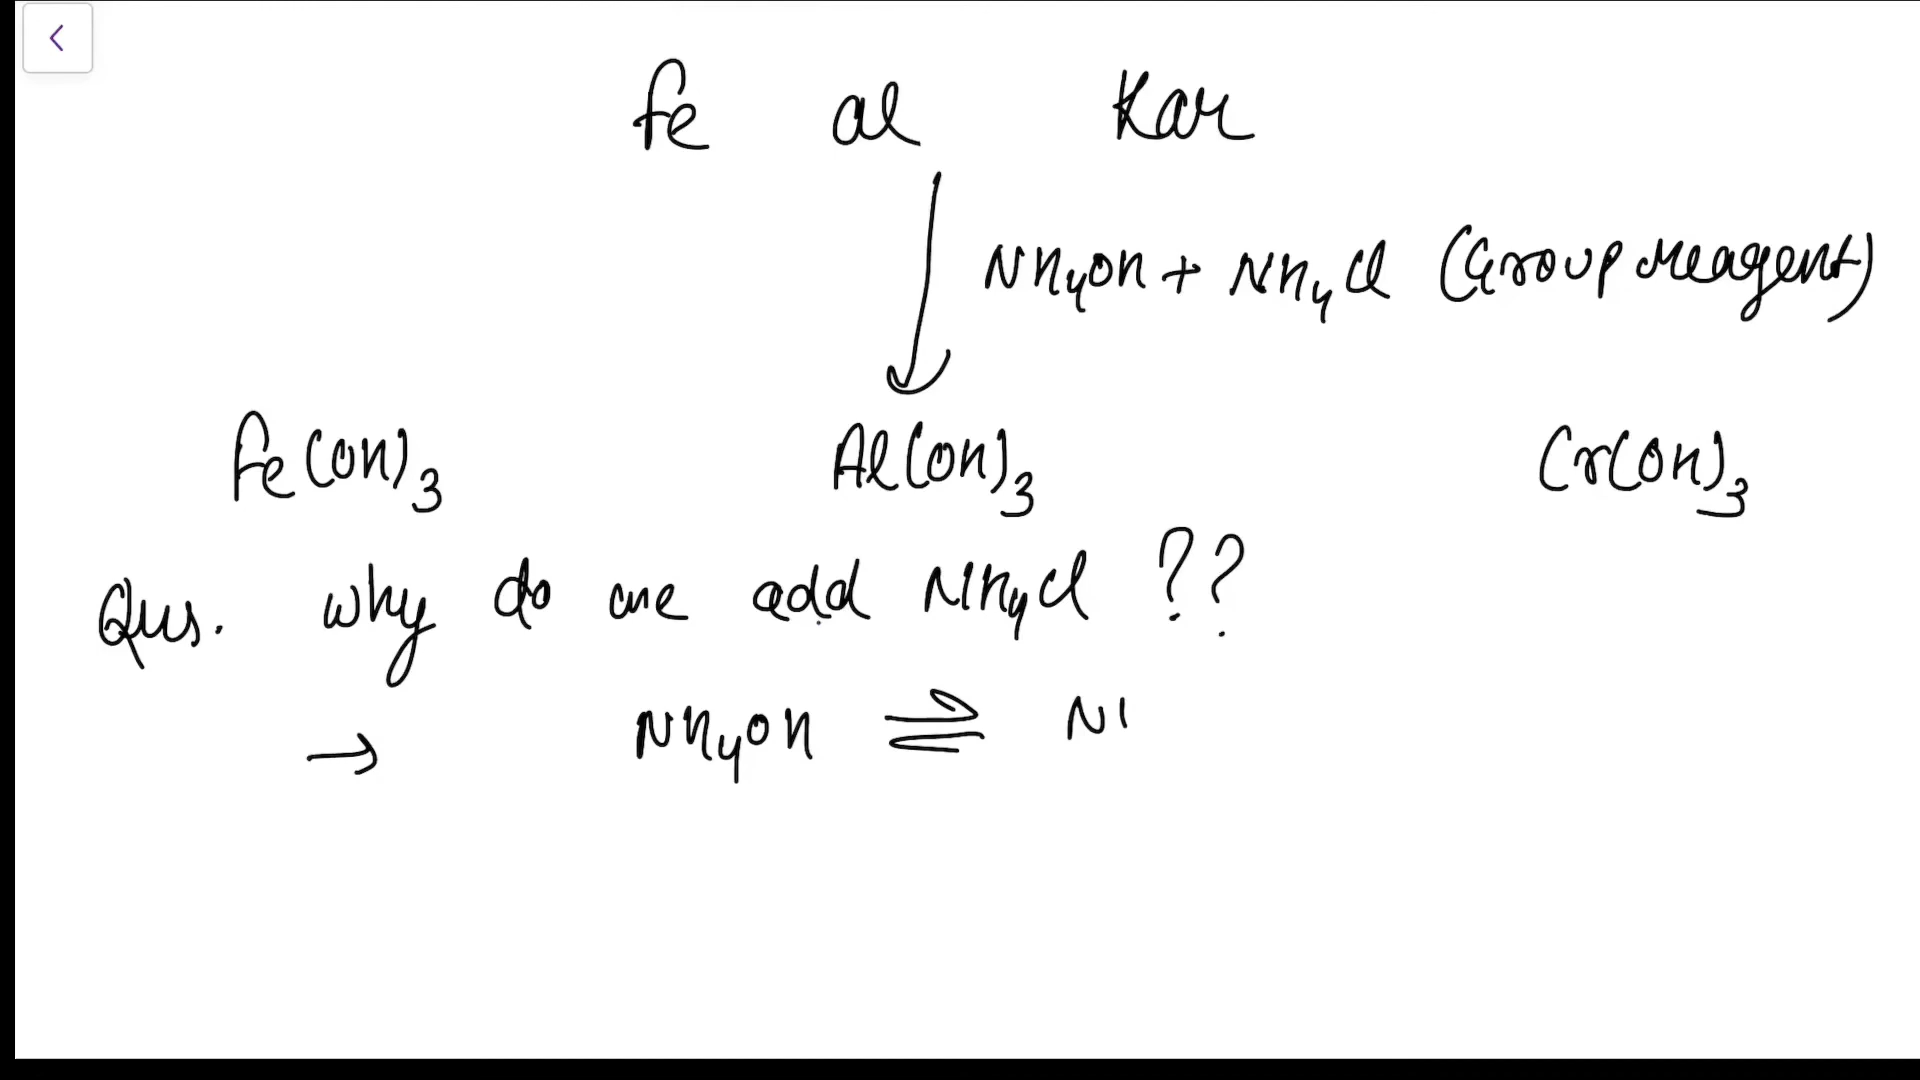 fe al Kar
NH4OH + NH4Cl (Group reagent)
Fe(OH)3 Al(OH)3 Cr(OH)3
Qus. why do we add NH4Cl ??
→ NH4OH ⇌ N